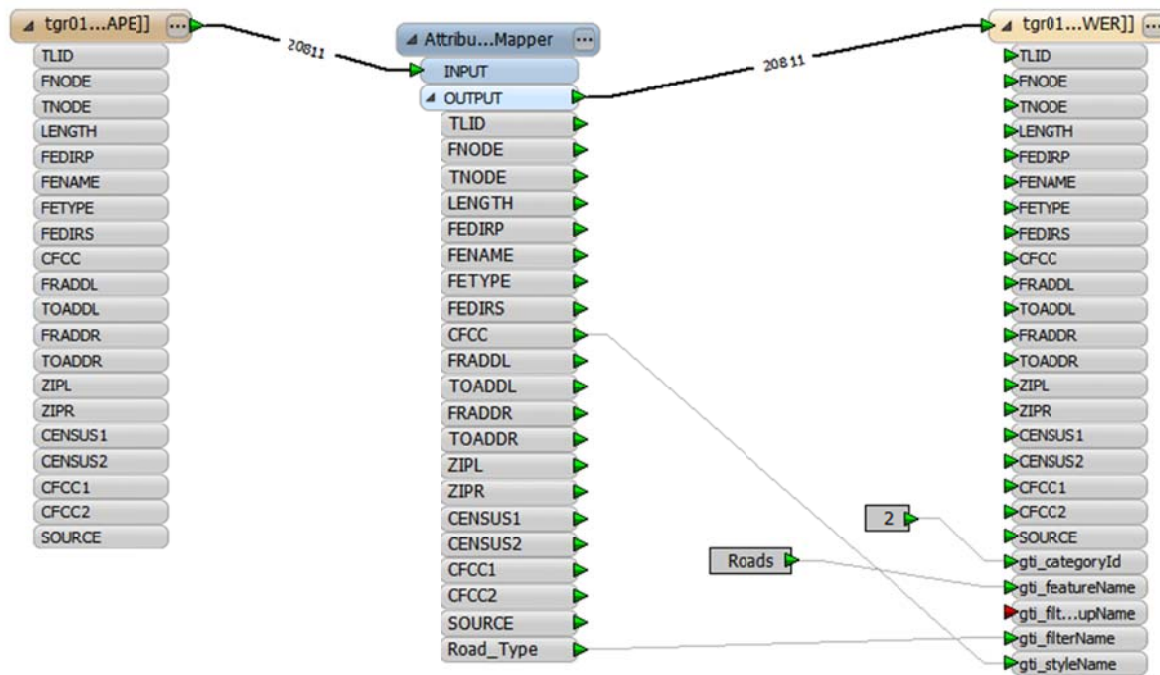 tgr01...APE]] ...
TLID
FNODE
TNODE
LENGTH
FEDIRP
FENAME
FETYPE
FEDIRS
CFCC
FRADDL
TOADDL
FRADDR
TOADDR
ZIPL
ZIPR
CENSUS1
CENSUS2
CFCC1
CFCC2
SOURCE
20811
Attribu...Mapper ...
INPUT
OUTPUT
TLID
FNODE
TNODE
LENGTH
FEDIRP
FENAME
FETYPE
FEDIRS
CFCC
FRADDL
TOADDL
FRADDR
TOADDR
ZIPL
ZIPR
CENSUS1
CENSUS2
CFCC1
CFCC2
SOURCE
Road_Type
20811
2
Roads
tgr01...WER]] ...
TLID
FNODE
TNODE
LENGTH
FEDIRP
FENAME
FETYPE
FEDIRS
CFCC
FRADDL
TOADDL
FRADDR
TOADDR
ZIPL
ZIPR
CENSUS1
CENSUS2
CFCC1
CFCC2
SOURCE
gti_categoryId
gti_featureName
gti_filt...upName
gti_filterName
gti_styleName